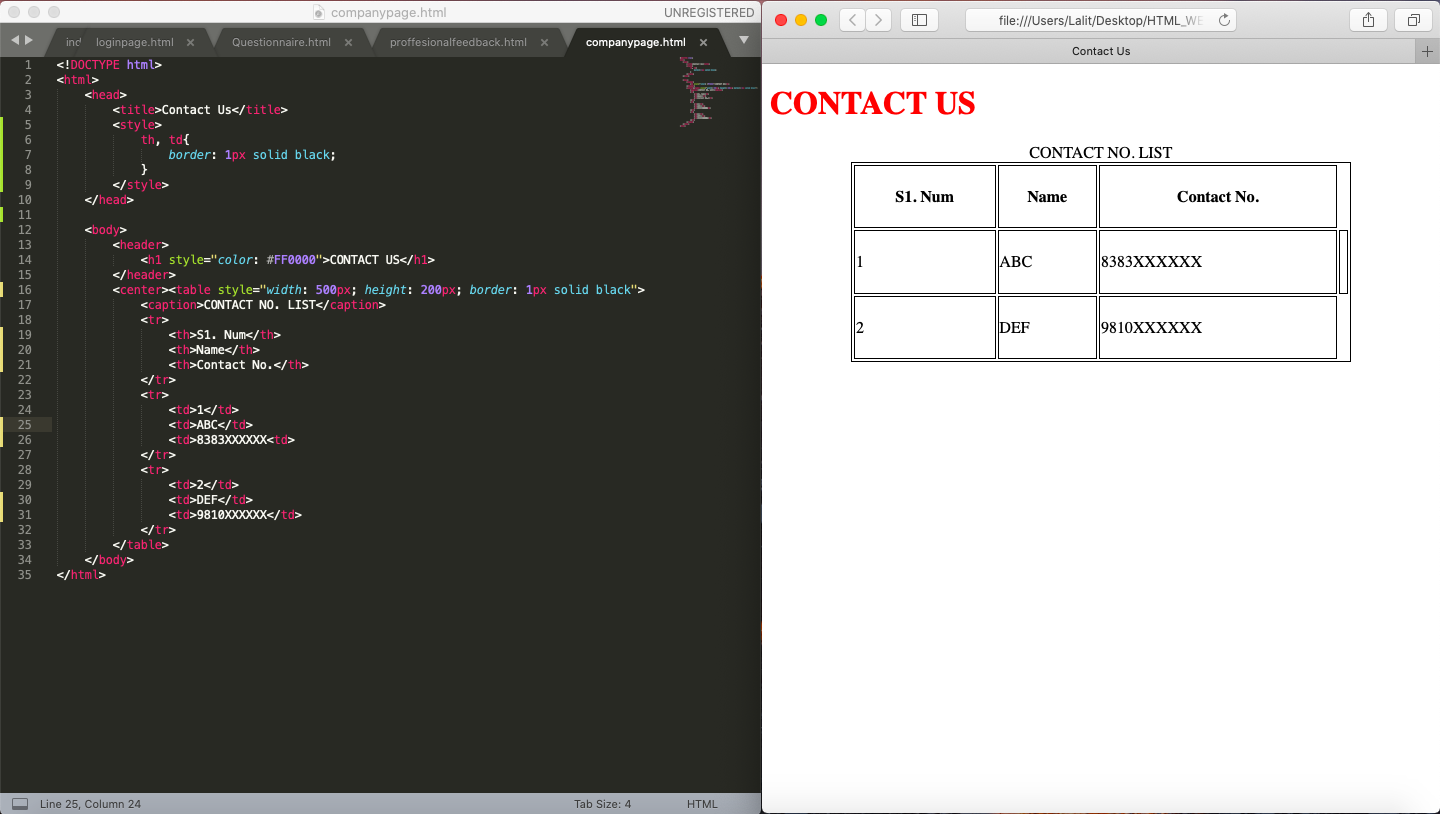 companypage.html
UNREGISTERED
ind
loginpage.html ×
Questionnaire.html ×
proffesionalfeedback.html ×
companypage.html ×
1 <!DOCTYPE html>
2 <html>
3 <head>
4 <title>Contact Us</title>
5 <style>
6 th, td{
7 border: 1px solid black;
8 }
9 </style>
10 </head>
11
12 <body>
13 <header>
14 <h1 style="color: #FF0000">CONTACT US</h1>
15 </header>
16 <center><table style="width: 500px; height: 200px; border: 1px solid black">
17 <caption>CONTACT NO. LIST</caption>
18 <tr>
19 <th>S1. Num</th>
20 <th>Name</th>
21 <th>Contact No.</th>
22 </tr>
23 <tr>
24 <td>1</td>
25 <td>ABC</td>
26 <td>8383XXXXXX<td>
27 </tr>
28 <tr>
29 <td>2</td>
30 <td>DEF</td>
31 <td>9810XXXXXX</td>
32 </tr>
33 </table>
34 </body>
35 </html>
Line 25, Column 24
Tab Size: 4
HTML
file:///Users/Lalit/Desktop/HTML_WE
Contact Us
CONTACT US
CONTACT NO. LIST
S1. Num Name Contact No.
1 ABC 8383XXXXXX
2 DEF 9810XXXXXX